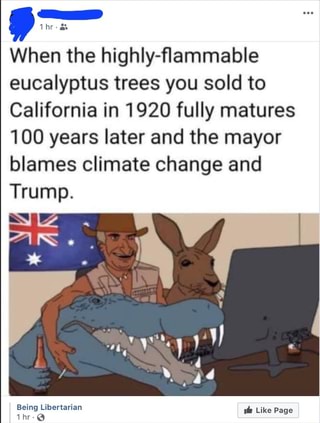 1 hr ·
When the highly-flammable
eucalyptus trees you sold to
California in 1920 fully matures
100 years later and the mayor
blames climate change and
Trump.
Being Libertarian
1 hr ·
Like Page